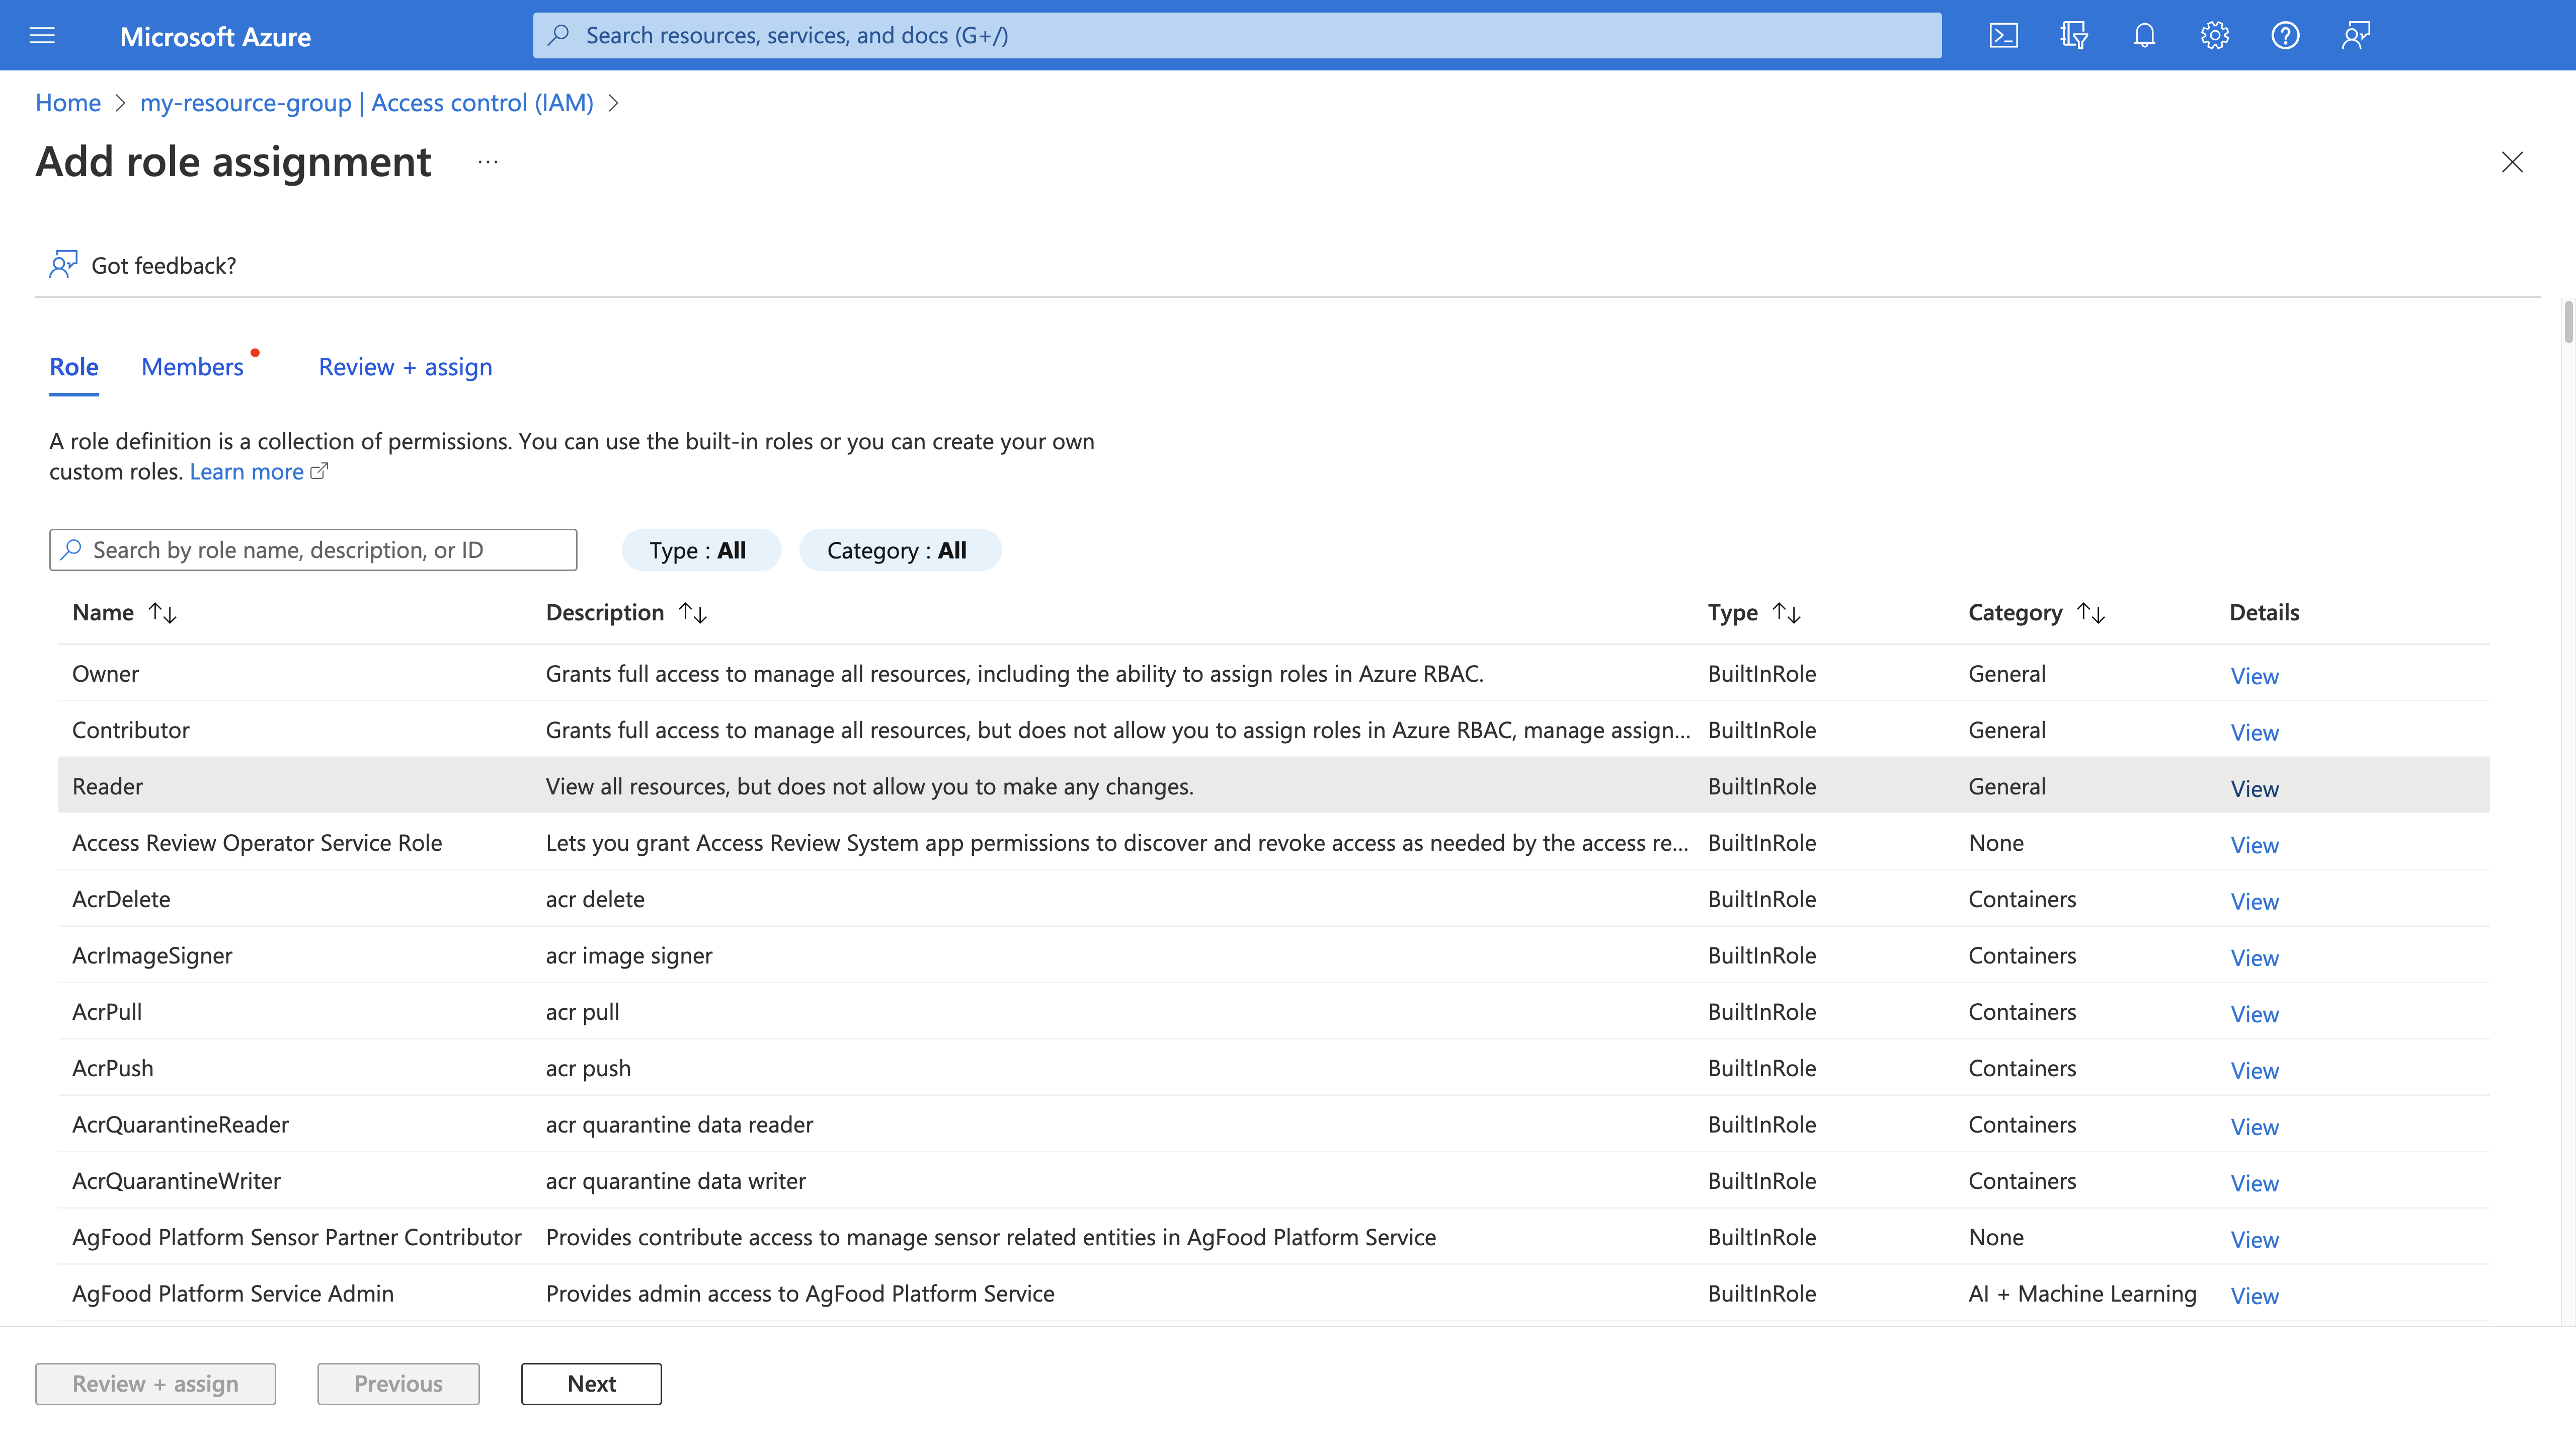 Microsoft Azure
Search resources, services, and docs (G+/)
Home > my-resource-group | Access control (IAM) >
Add role assignment ...
Got feedback?
Role Members Review + assign
A role definition is a collection of permissions. You can use the built-in roles or you can create your own
custom roles. Learn more
Search by role name, description, or ID Type : All Category : All
Name Description Type Category Details
Owner Grants full access to manage all resources, including the ability to assign roles in Azure RBAC. BuiltInRole General View
Contributor Grants full access to manage all resources, but does not allow you to assign roles in Azure RBAC, manage assign... BuiltInRole General View
Reader View all resources, but does not allow you to make any changes. BuiltInRole General View
Access Review Operator Service Role Lets you grant Access Review System app permissions to discover and revoke access as needed by the access re... BuiltInRole None View
AcrDelete acr delete BuiltInRole Containers View
AcrImageSigner acr image signer BuiltInRole Containers View
AcrPull acr pull BuiltInRole Containers View
AcrPush acr push BuiltInRole Containers View
AcrQuarantineReader acr quarantine data reader BuiltInRole Containers View
AcrQuarantineWriter acr quarantine data writer BuiltInRole Containers View
AgFood Platform Sensor Partner Contributor Provides contribute access to manage sensor related entities in AgFood Platform Service BuiltInRole None View
AgFood Platform Service Admin Provides admin access to AgFood Platform Service BuiltInRole AI + Machine Learning View
Review + assign Previous Next